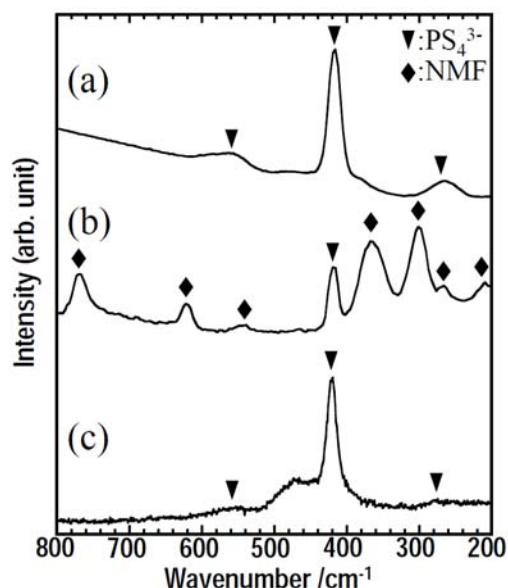 ▼:PS₄³⁻
◆:NMF
(a)
(b)
(c)
Intensity (arb. unit)
800 700 600 500 400 300 200
Wavenumber /cm⁻¹